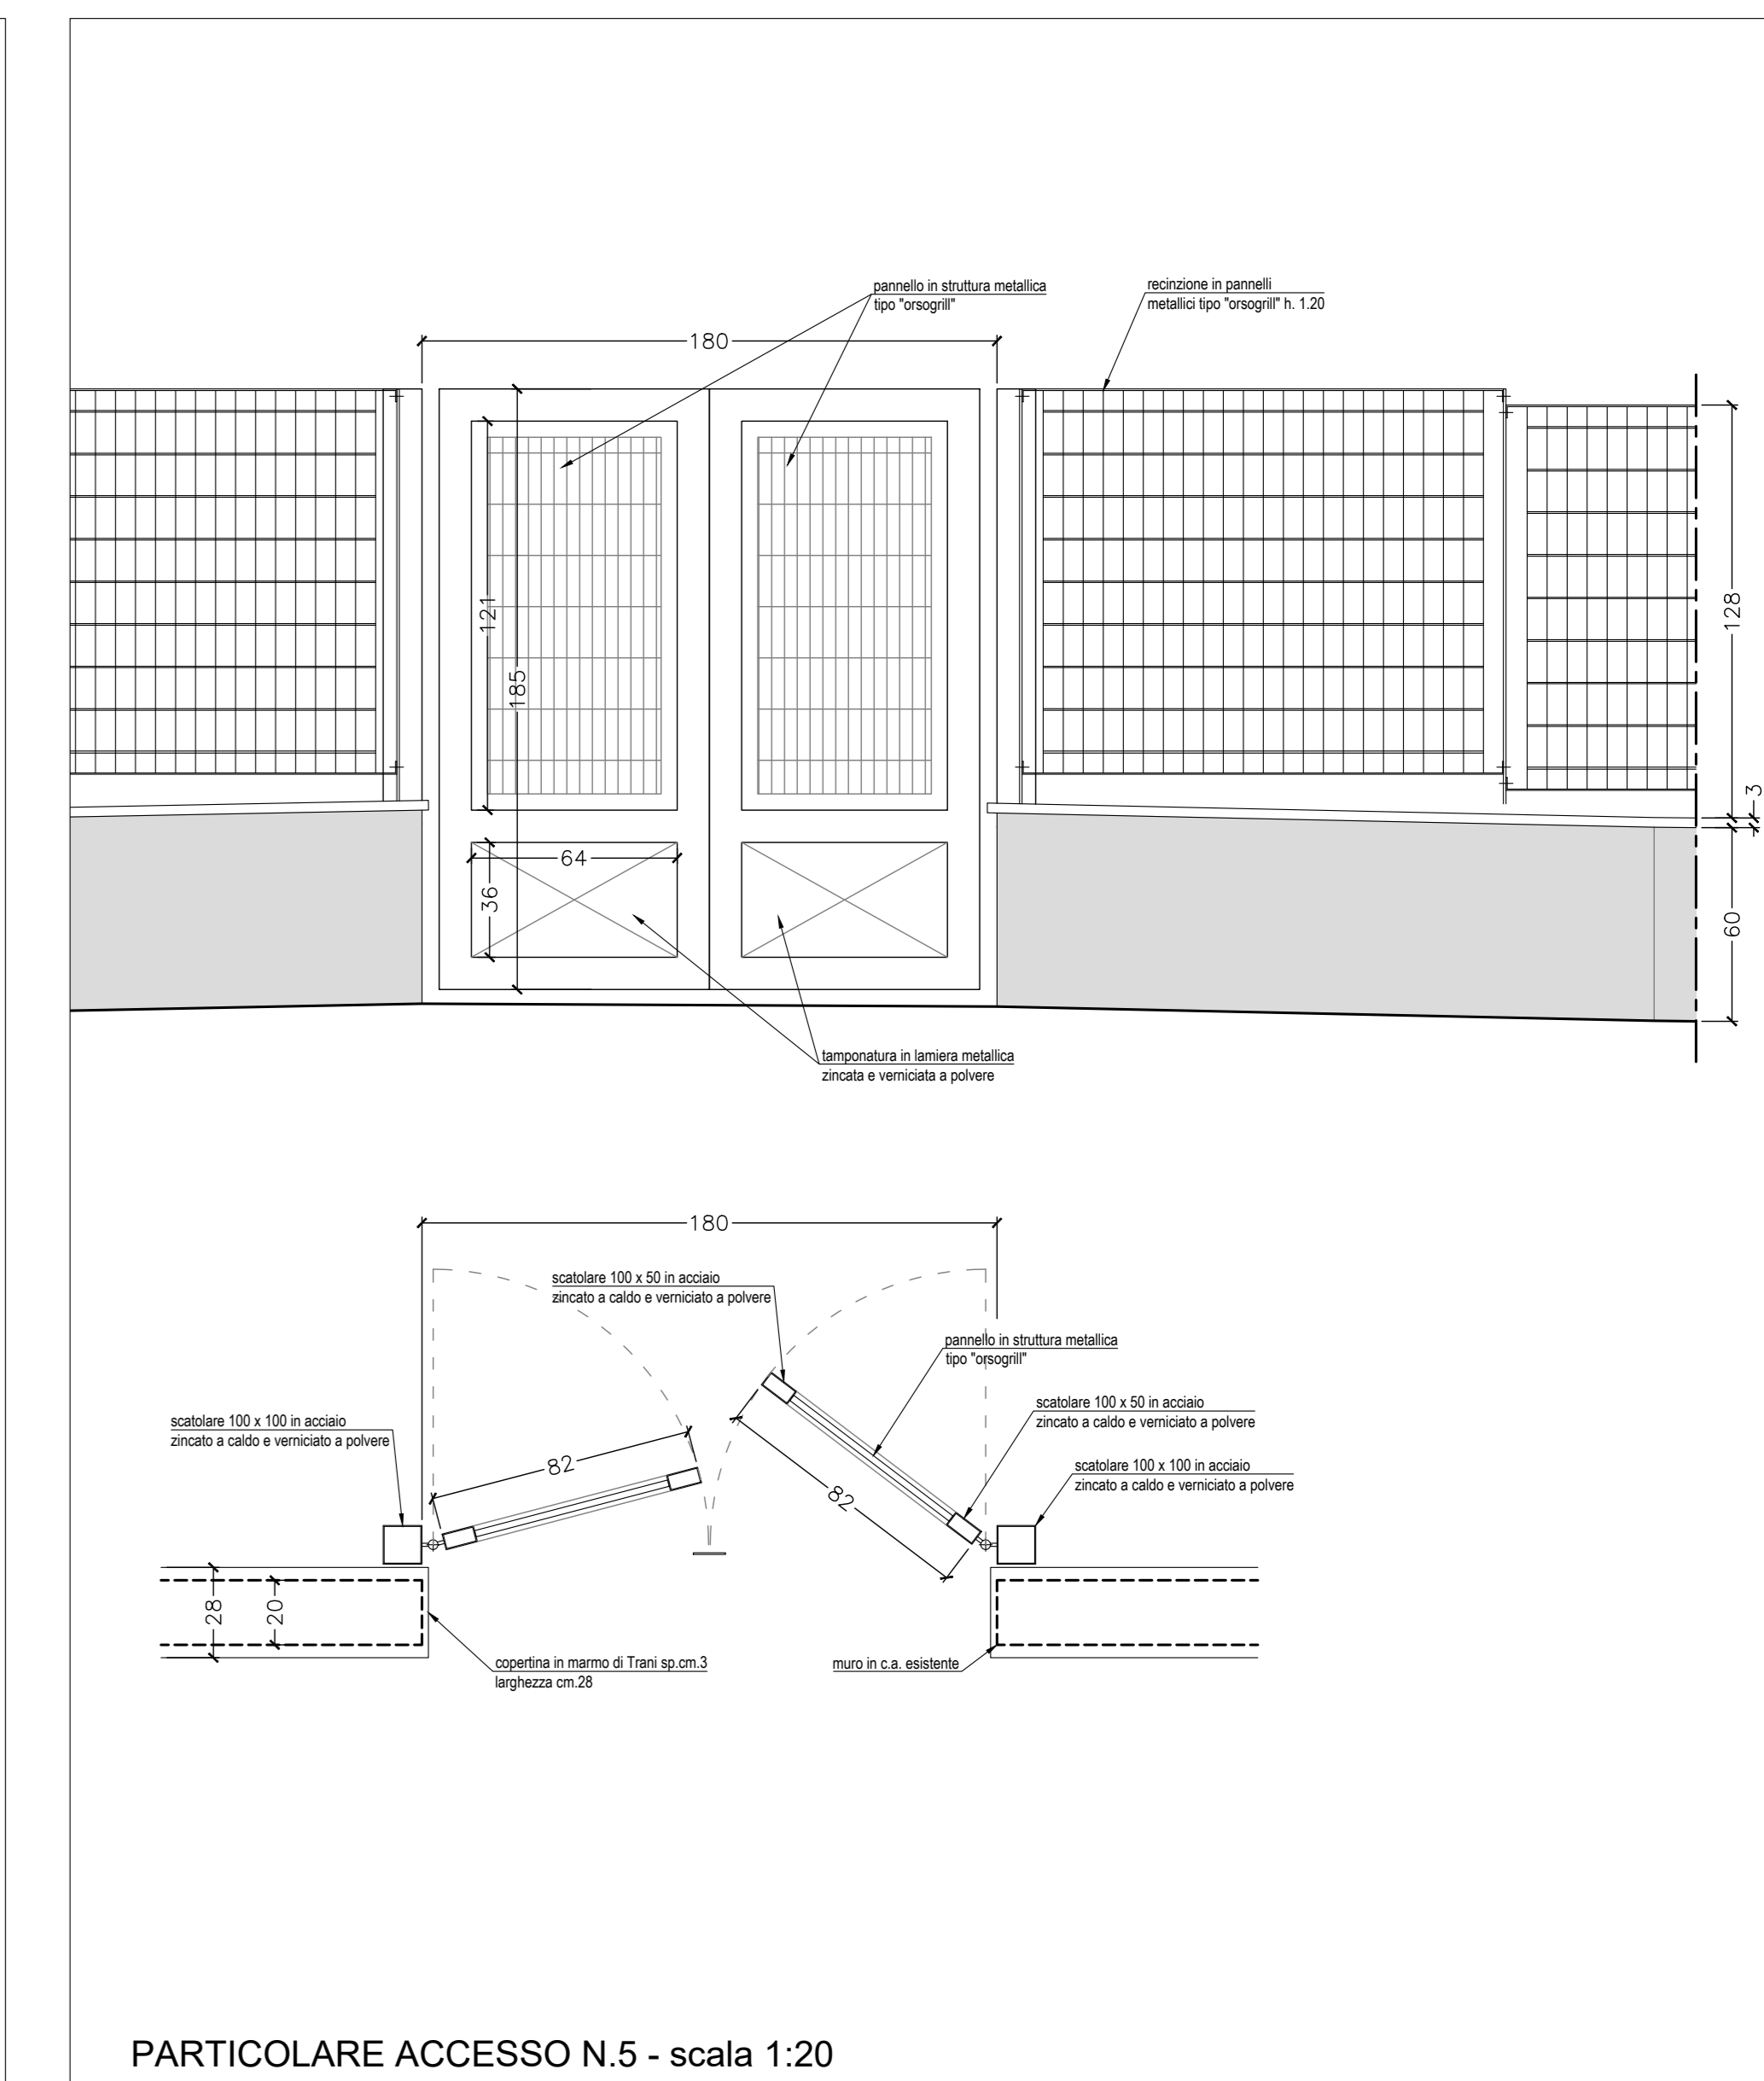 pannello in struttura metallica
tipo "orsogrill"
recinzione in pannelli
metallici tipo "orsogrill" h. 1.20
180
121
185
64
36
128
3
60
tamponatura in lamiera metallica
zincata e verniciata a polvere
180
scatolare 100 x 50 in acciaio
zincato a caldo e verniciato a polvere
pannello in struttura metallica
tipo "orsogrill"
scatolare 100 x 50 in acciaio
zincato a caldo e verniciato a polvere
scatolare 100 x 100 in acciaio
zincato a caldo e verniciato a polvere
scatolare 100 x 100 in acciaio
zincato a caldo e verniciato a polvere
82
82
28
20
copertina in marmo di Trani sp.cm.3
larghezza cm.28
muro in c.a. esistente
PARTICOLARE ACCESSO N.5 - scala 1:20